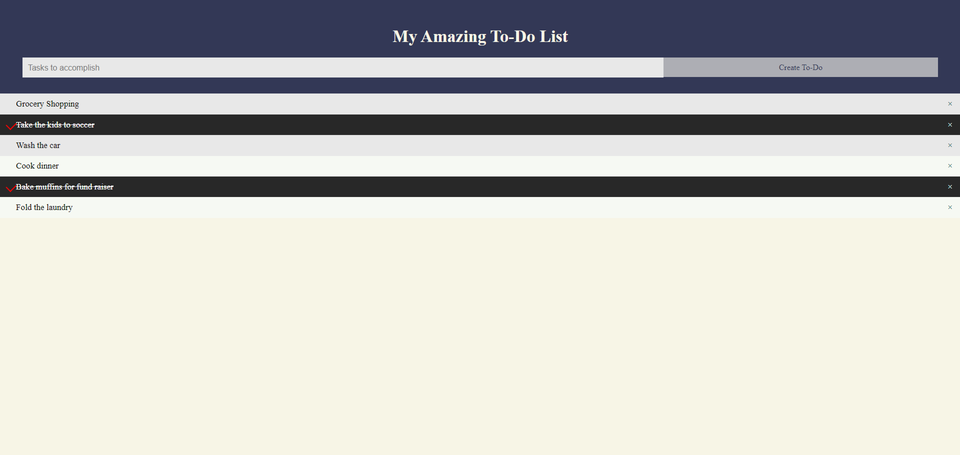 My Amazing To-Do List
Tasks to accomplish
Create To-Do
Grocery Shopping ×
Take the kids to soccer ×
Wash the car ×
Cook dinner ×
Bake muffins for fund raiser ×
Fold the laundry ×